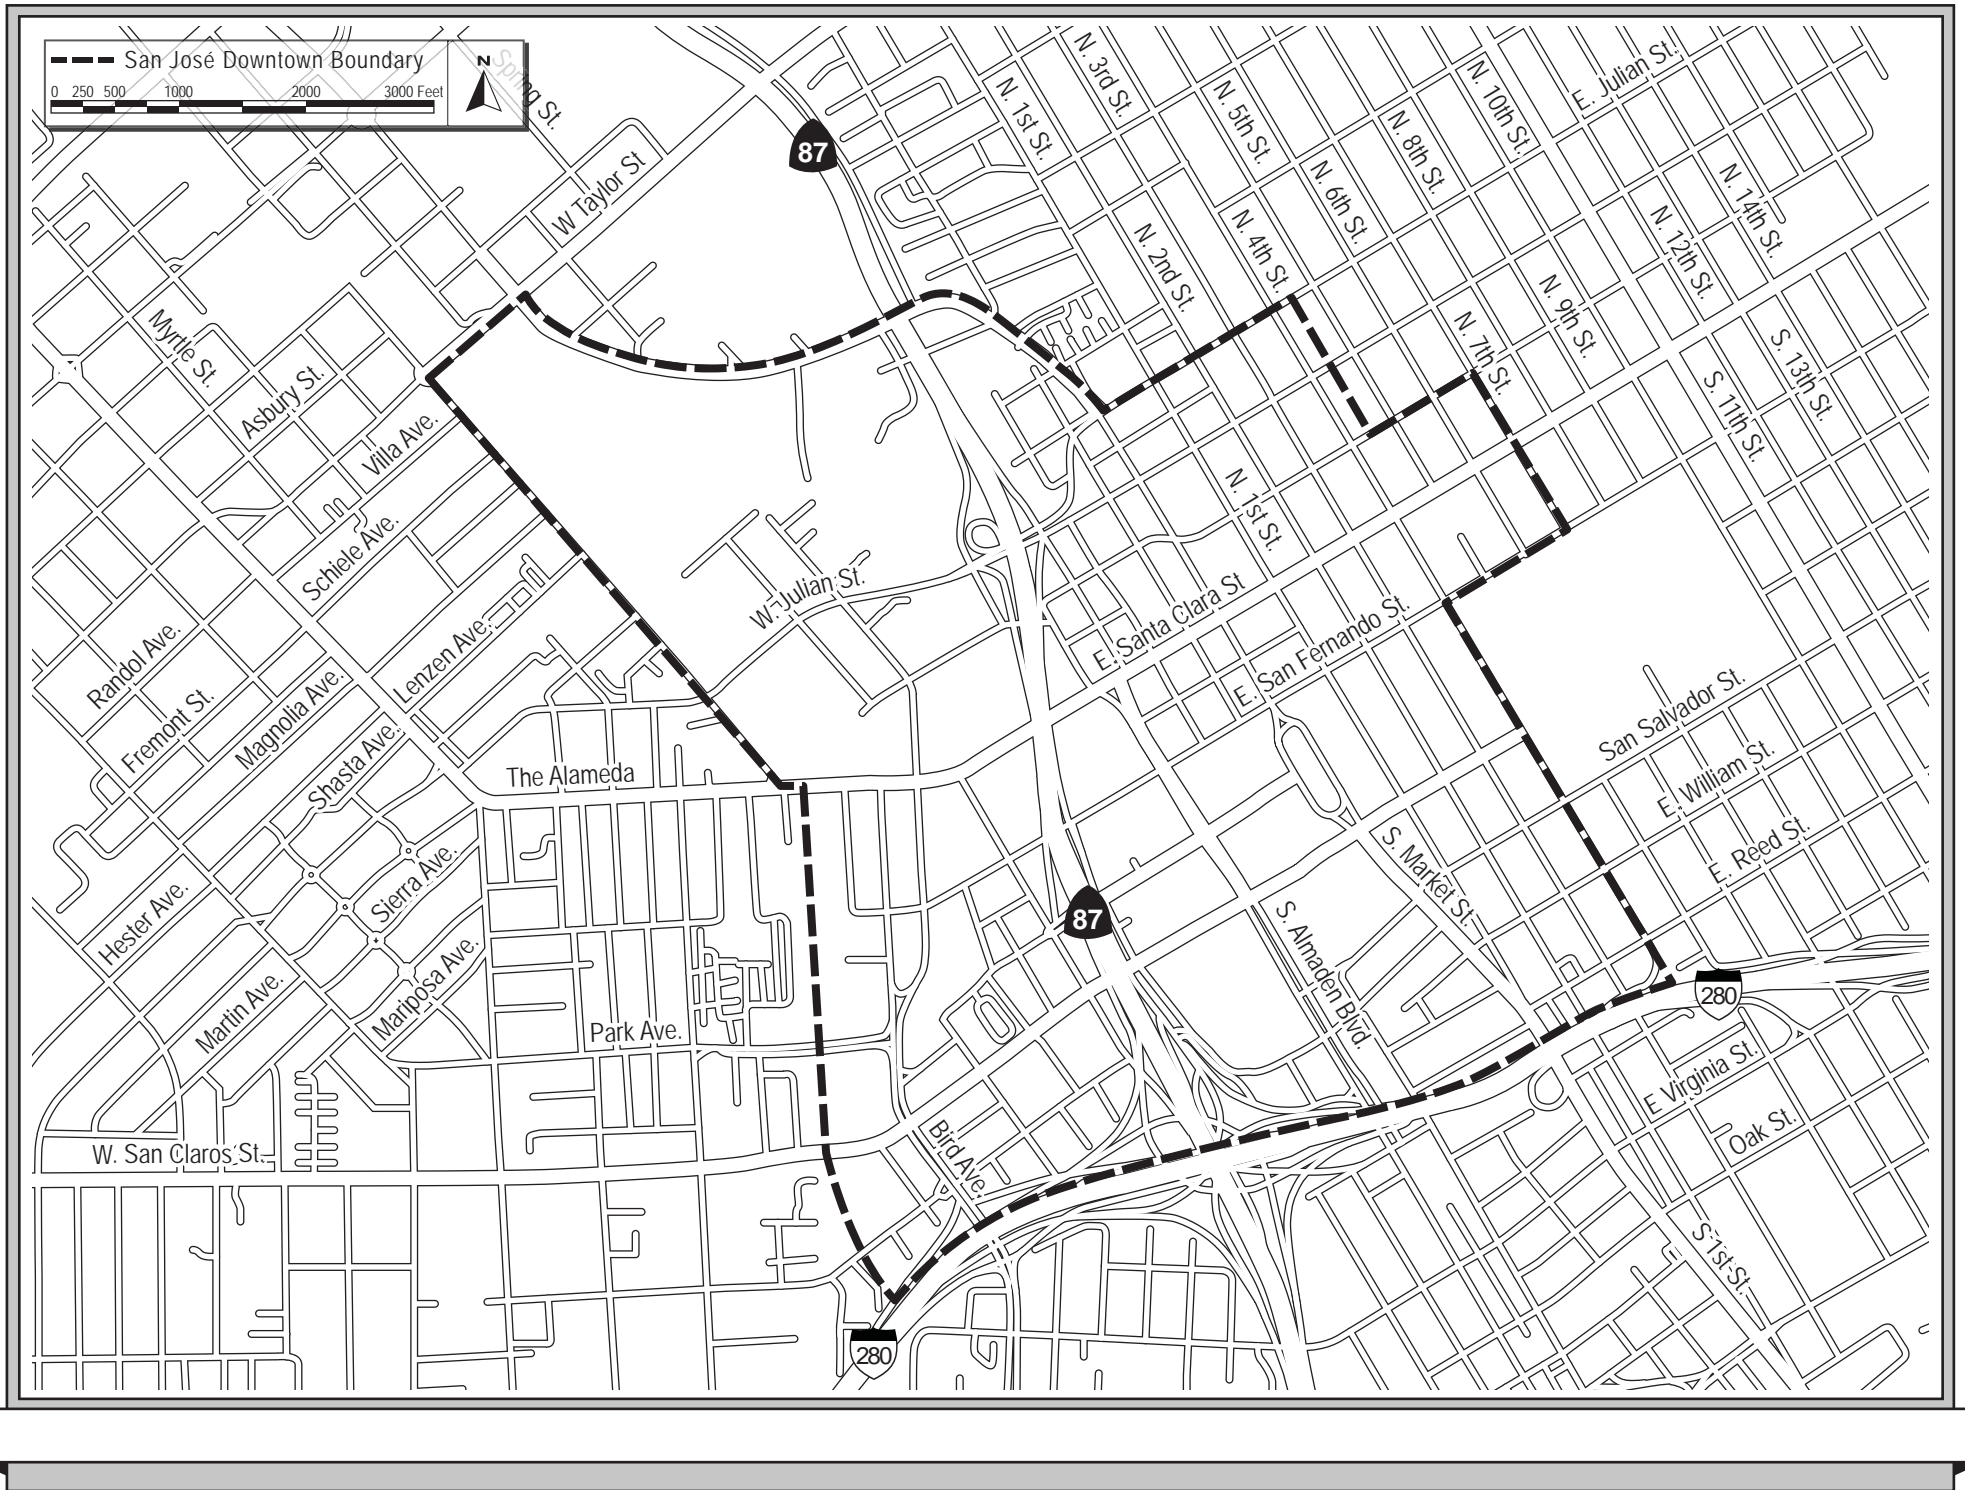 San José Downtown Boundary
0 250 500 1000 2000 3000 Feet
N
Spring St.
87
W Taylor St
N. 1st St.
N. 3rd St.
N. 5th St.
N. 8th St.
N. 10th St.
E. Julian St.
N. 2nd St.
N. 4th St.
N. 6th St.
N. 12th St.
N. 14th St.
N. 7th St.
N. 9th St.
S. 11th St.
S. 13th St.
Myrtle St.
Asbury St.
Villa Ave.
Schiele Ave.
N. 1st St.
W. Julian St.
E. Santa Clara St
E. San Fernando St.
Randol Ave.
Fremont St.
Magnolia Ave.
Lenzen Ave.
Shasta Ave.
The Alameda
San Salvador St.
E. William St.
E. Reed St.
Hester Ave.
Sierra Ave.
S. Market St.
87
S. Almaden Blvd.
Martin Ave.
Mariposa Ave.
Park Ave.
280
E Virginia St.
Oak St.
W. San Claros St.
Bird Ave.
S 1st St.
280